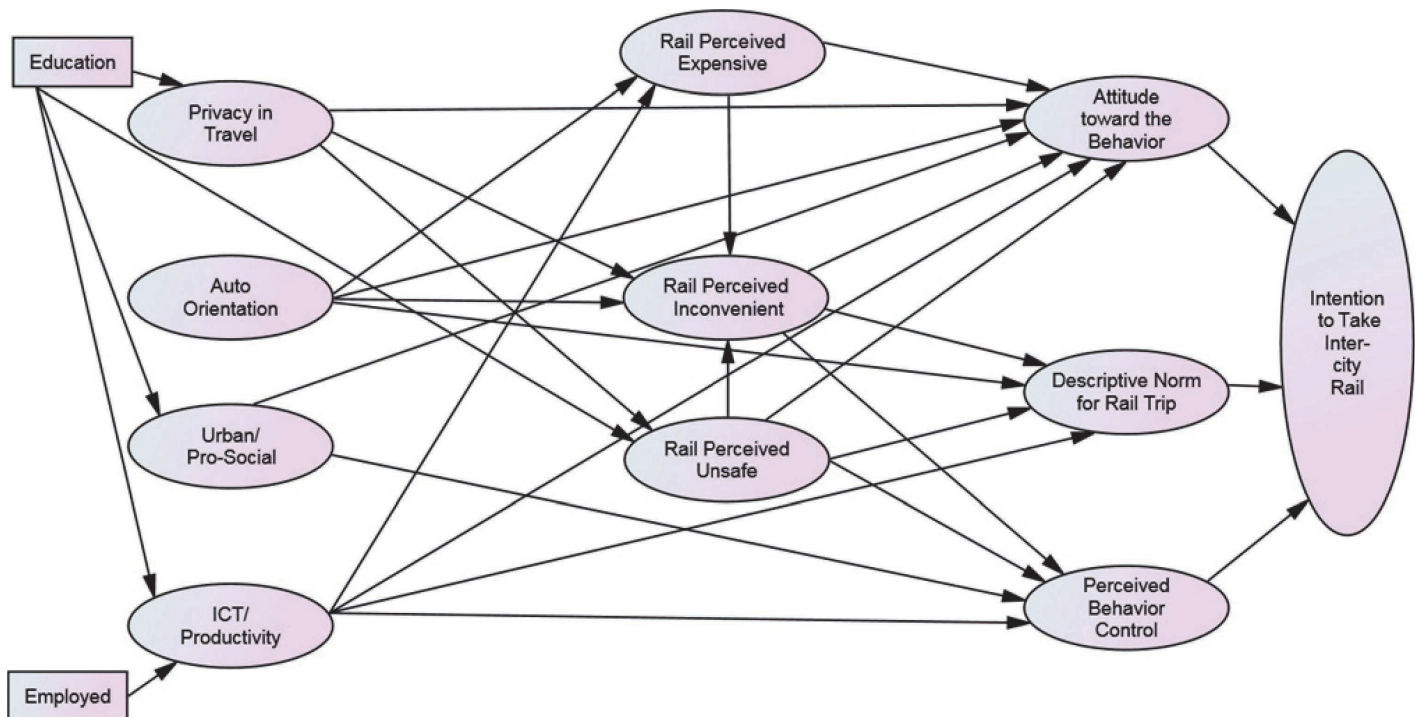 Education
Privacy in
Travel
Auto
Orientation
Urban/
Pro-Social
ICT/
Productivity
Employed
Rail Perceived
Expensive
Rail Perceived
Inconvenient
Rail Perceived
Unsafe
Attitude
toward the
Behavior
Descriptive Norm
for Rail Trip
Perceived
Behavior
Control
Intention
to Take
Inter-
city
Rail